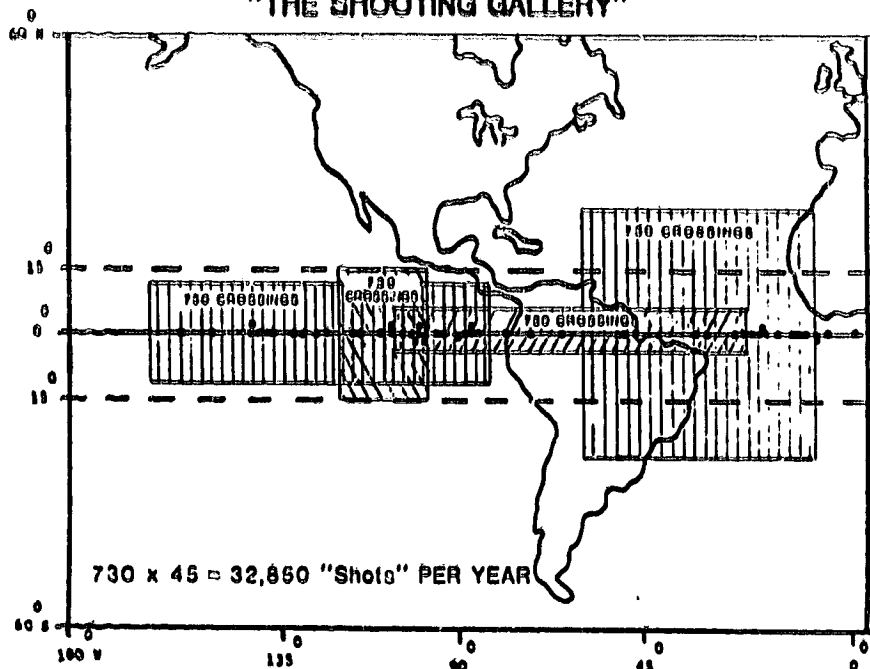 "THE SHOOTING GALLERY"
60 N
730 CROSSINGS
15
730 CROSSINGS
730 CROSSINGS
730 CROSSINGS
0
15
730 x 45 = 32,850 "Shots" PER YEAR
60 S
180 W
135
90
45
0